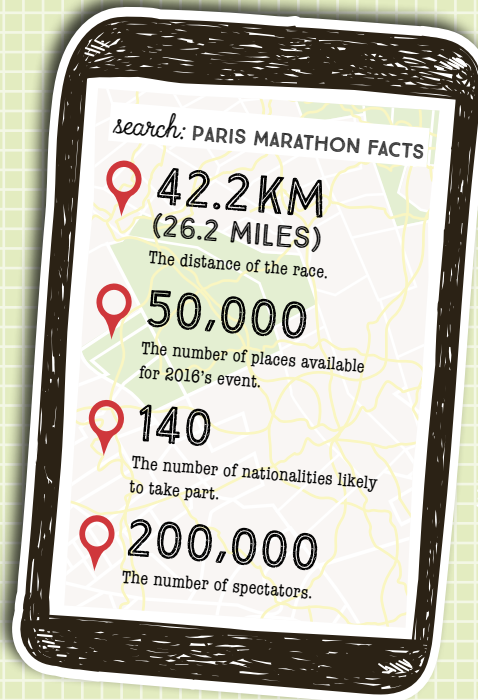 search: PARIS MARATHON FACTS
42.2KM
(26.2 MILES)
The distance of the race.
50,000
The number of places available
for 2016's event.
140
The number of nationalities likely
to take part.
200,000
The number of spectators.